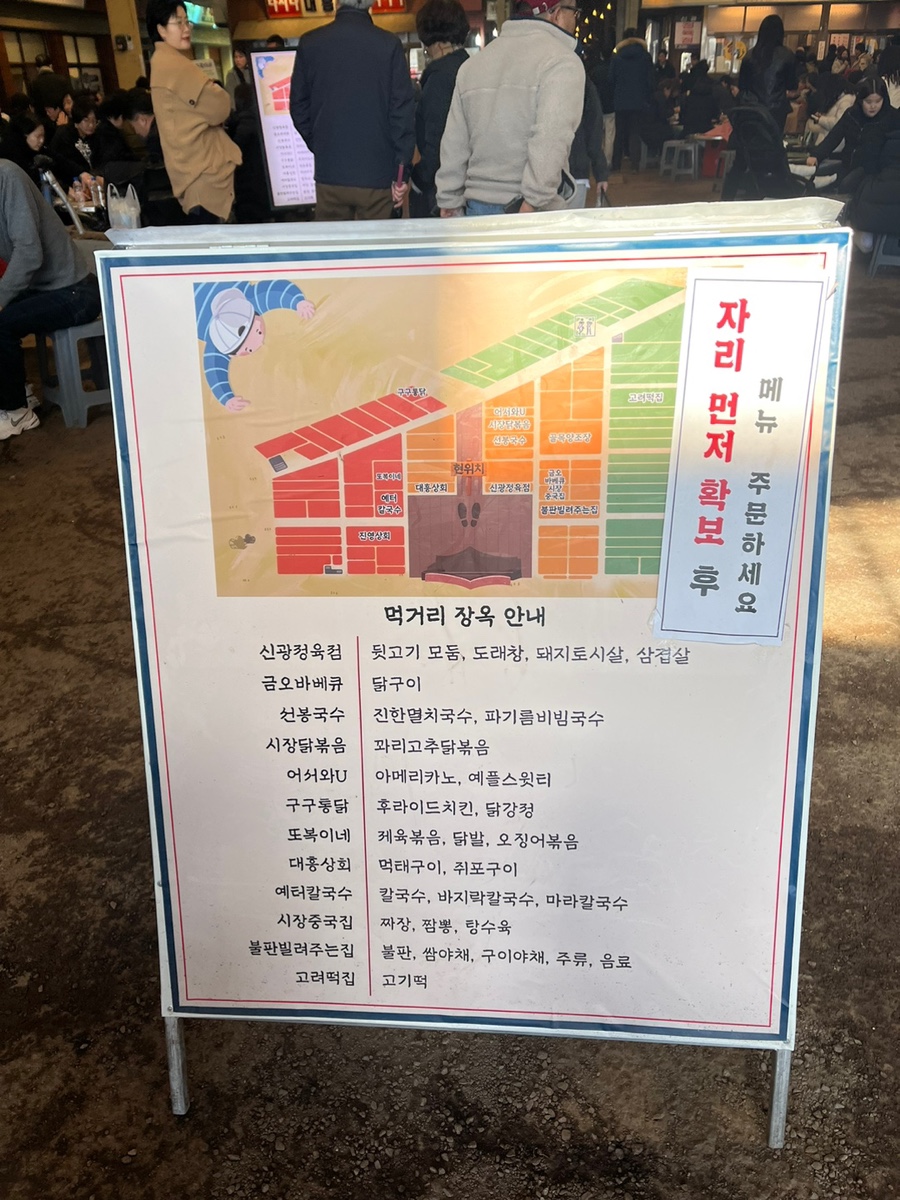 구구통닭
어서와U
시장닭볶음
선봉국수
고려떡집
현위치
또복이네
예터
칼국수
대흥상회
신광정육점
금오
바베큐
시장
중국집
불판빌려주는집
진영상회
자리 먼저 확보 후
메뉴 주문하세요
먹거리 장옥 안내
신광정육점 뒷고기 모둠, 도래창, 돼지토시살, 삼겹살
금오바베큐 닭구이
선봉국수 진한멸치국수, 파기름비빔국수
시장닭볶음 꽈리고추닭볶음
어서와U 아메리카노, 예플스윗티
구구통닭 후라이드치킨, 닭강정
또복이네 제육볶음, 닭발, 오징어볶음
대흥상회 먹태구이, 쥐포구이
예터칼국수 칼국수, 바지락칼국수, 마라칼국수
시장중국집 짜장, 짬뽕, 탕수육
불판빌려주는집 불판, 쌈야채, 구이야채, 주류, 음료
고려떡집 고기떡